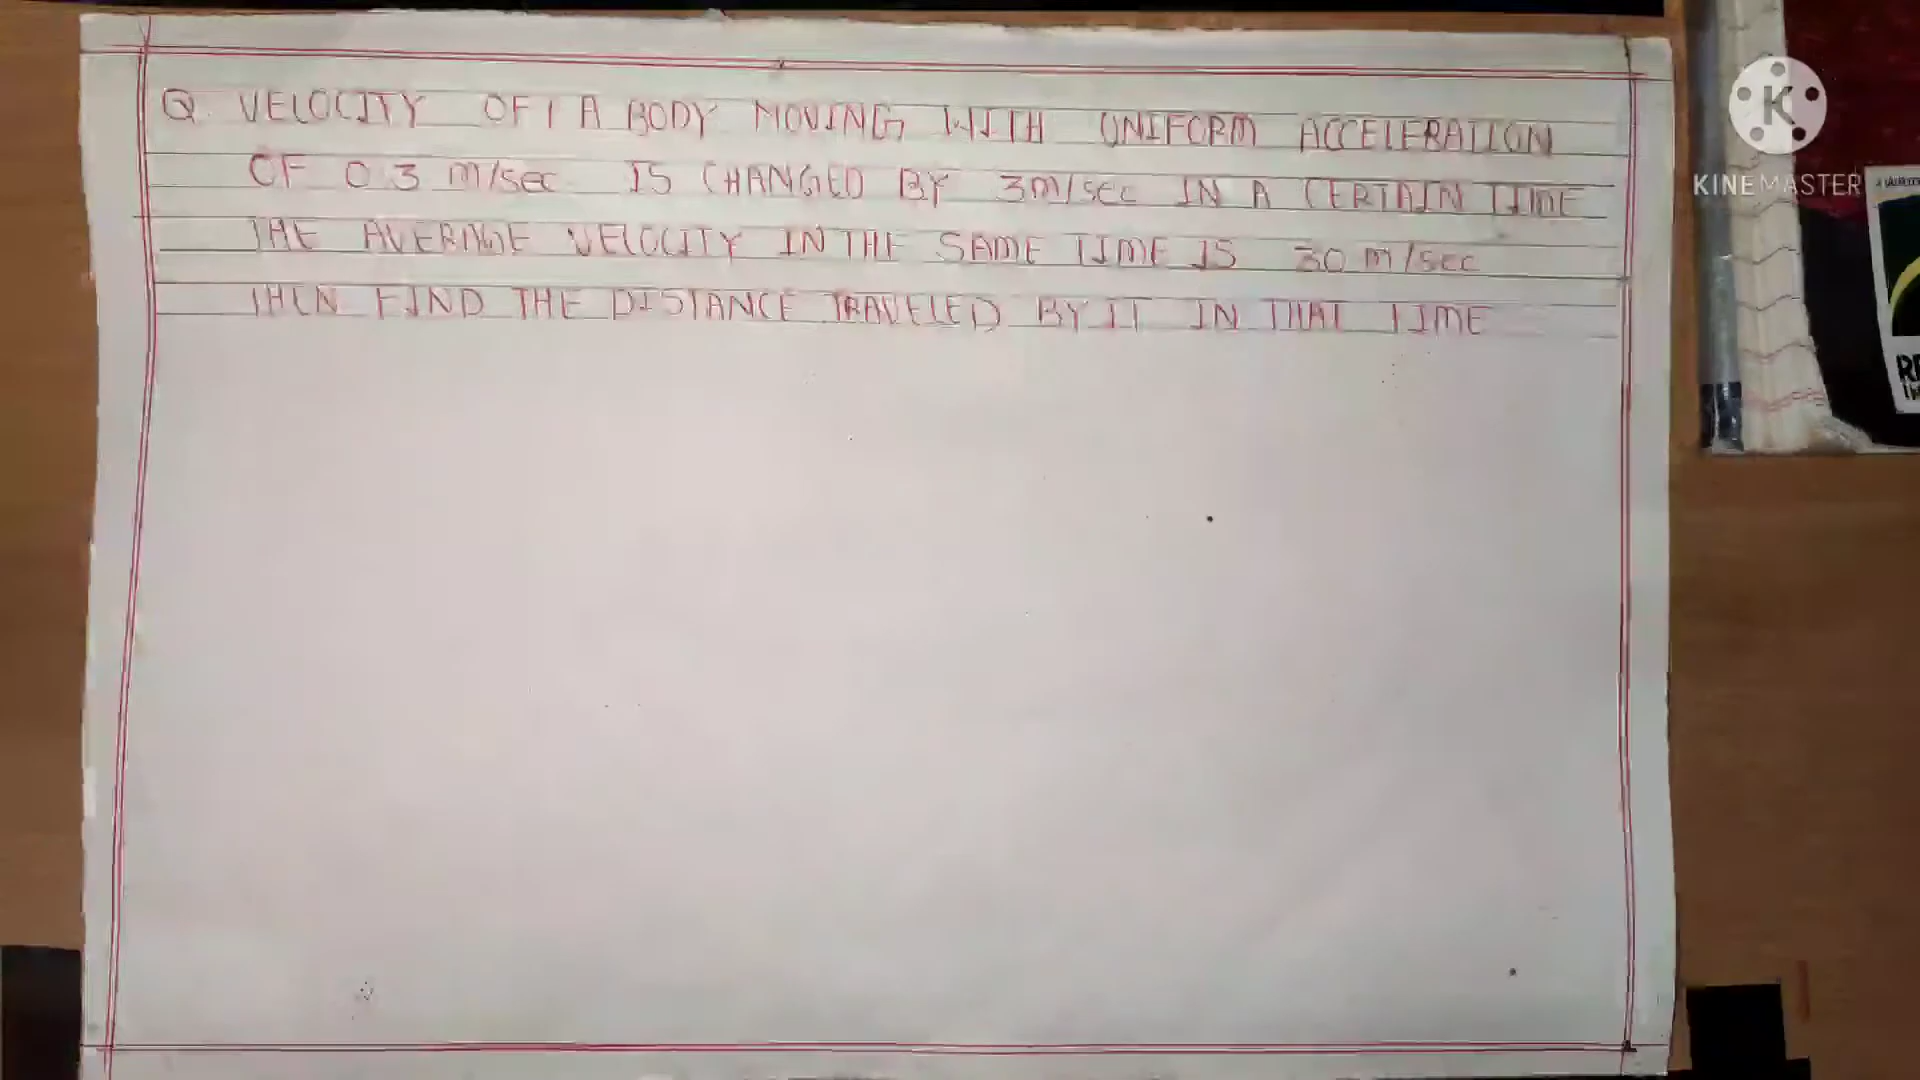 Q. VELOCITY OF A BODY MOVING WITH UNIFORM ACCELERATION
OF 0.3 m/sec IS CHANGED BY 3m/sec IN A CERTAIN TIME
THE AVERAGE VELOCITY IN THE SAME TIME IS 30 m/sec
THEN FIND THE DISTANCE TRAVELED BY IT IN THAT TIME
K
KINEMASTER